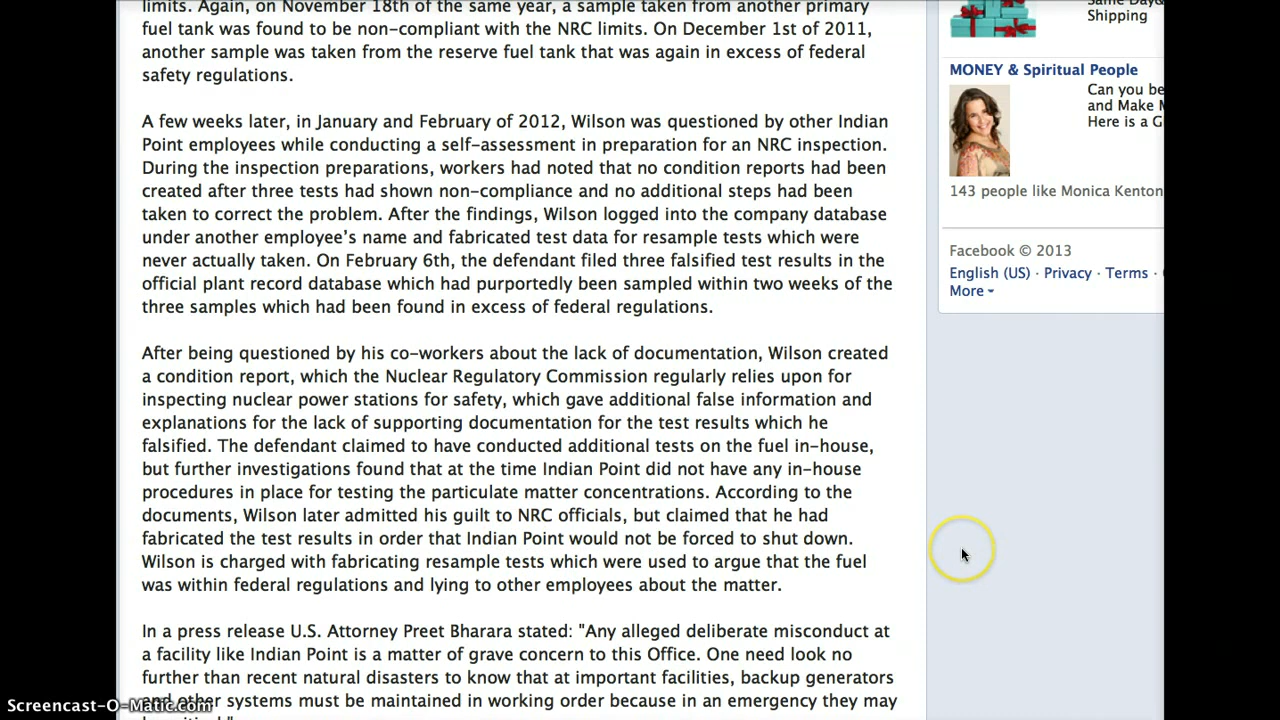 limits. Again, on November 18th of the same year, a sample taken from another primary
fuel tank was found to be non-compliant with the NRC limits. On December 1st of 2011,
another sample was taken from the reserve fuel tank that was again in excess of federal
safety regulations.
A few weeks later, in January and February of 2012, Wilson was questioned by other Indian
Point employees while conducting a self-assessment in preparation for an NRC inspection.
During the inspection preparations, workers had noted that no condition reports had been
created after three tests had shown non-compliance and no additional steps had been
taken to correct the problem. After the findings, Wilson logged into the company database
under another employee's name and fabricated test data for resample tests which were
never actually taken. On February 6th, the defendant filed three falsified test results in the
official plant record database which had purportedly been sampled within two weeks of the
three samples which had been found in excess of federal regulations.
After being questioned by his co-workers about the lack of documentation, Wilson created
a condition report, which the Nuclear Regulatory Commission regularly relies upon for
inspecting nuclear power stations for safety, which gave additional false information and
explanations for the lack of supporting documentation for the test results which he
falsified. The defendant claimed to have conducted additional tests on the fuel in-house,
but further investigations found that at the time Indian Point did not have any in-house
procedures in place for testing the particulate matter concentrations. According to the
documents, Wilson later admitted his guilt to NRC officials, but claimed that he had
fabricated the test results in order that Indian Point would not be forced to shut down.
Wilson is charged with fabricating resample tests which were used to argue that the fuel
was within federal regulations and lying to other employees about the matter.
In a press release U.S. Attorney Preet Bharara stated: "Any alleged deliberate misconduct at
a facility like Indian Point is a matter of grave concern to this Office. One need look no
further than recent natural disasters to know that at important facilities, backup generators
and other systems must be maintained in working order because in an emergency they may
Shipping
MONEY & Spiritual People
Can you be
and Make M
Here is a G
143 people like Monica Kenton
Facebook © 2013
English (US) · Privacy · Terms ·
More
Screencast-O-Matic.com